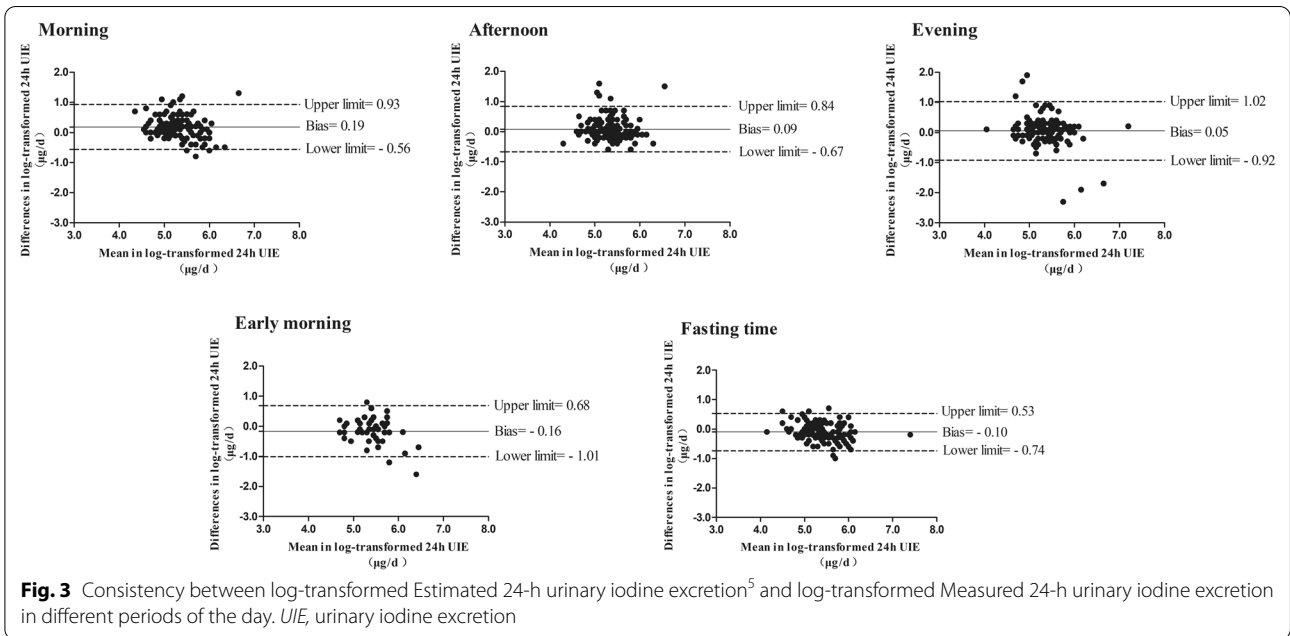 Morning
Differences in log-transformed 24h UIE
(μg/d)
2.0
1.0
0.0
-1.0
-2.0
-3.0
3.0 4.0 5.0 6.0 7.0 8.0
Upper limit= 0.93
Bias= 0.19
Lower limit= - 0.56
Mean in log-transformed 24h UIE
(μg/d)
Afternoon
Differences in log-transformed 24h UIE
(μg/d)
2.0
1.0
0.0
-1.0
-2.0
-3.0
3.0 4.0 5.0 6.0 7.0 8.0
Upper limit= 0.84
Bias= 0.09
Lower limit= - 0.67
Mean in log-transformed 24h UIE
(μg/d)
Evening
Differences in log-transformed 24h UIE
(μg/d)
2.0
1.0
0.0
-1.0
-2.0
-3.0
3.0 4.0 5.0 6.0 7.0 8.0
Upper limit= 1.02
Bias= 0.05
Lower limit= - 0.92
Mean in log-transformed 24h UIE
(μg/d)
Early morning
Differences in log-transformed 24h UIE
(μg/d)
2.0
1.0
0.0
-1.0
-2.0
-3.0
3.0 4.0 5.0 6.0 7.0 8.0
Upper limit= 0.68
Bias= - 0.16
Lower limit= - 1.01
Mean in log-transformed 24h UIE
(μg/d)
Fasting time
Differences in log-transformed 24h UIE
(μg/d)
2.0
1.0
0.0
-1.0
-2.0
-3.0
3.0 4.0 5.0 6.0 7.0 8.0
Upper limit= 0.53
Bias= - 0.10
Lower limit= - 0.74
Mean in log-transformed 24h UIE
(μg/d)
Fig. 3 Consistency between log-transformed Estimated 24-h urinary iodine excretion⁵ and log-transformed Measured 24-h urinary iodine excretion
in different periods of the day. UIE, urinary iodine excretion